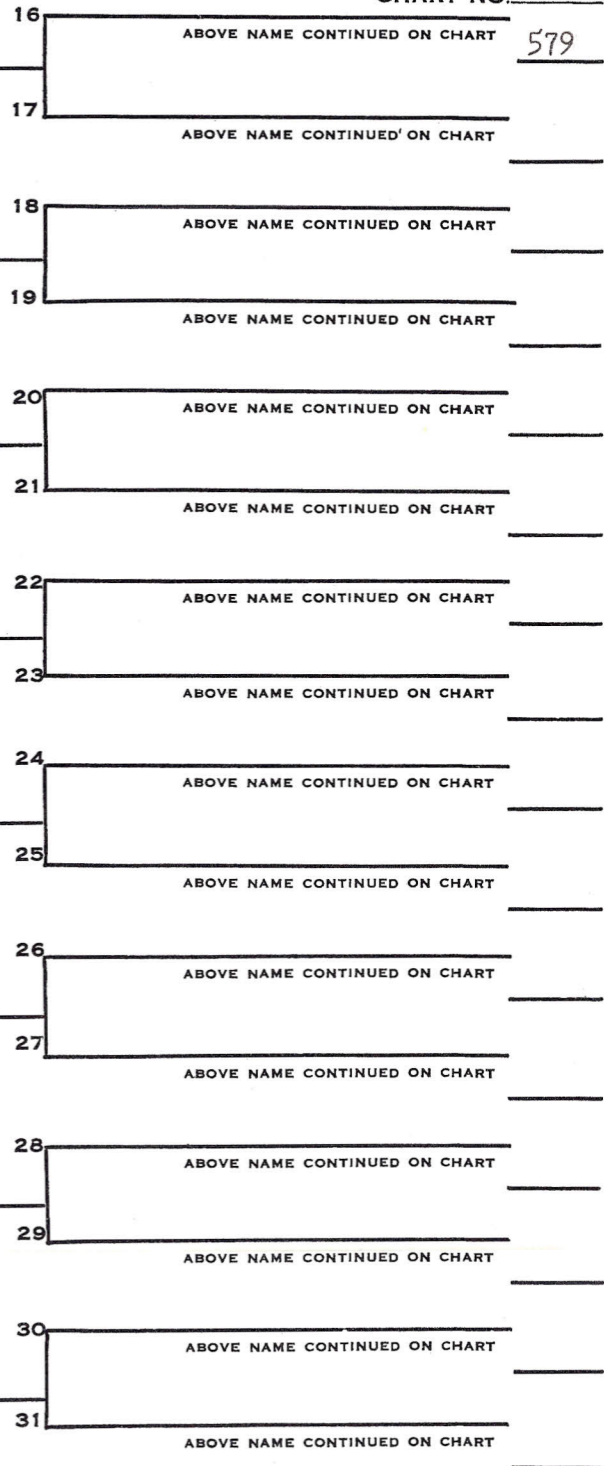 CHART NO.
16
ABOVE NAME CONTINUED ON CHART 579
17
ABOVE NAME CONTINUED' ON CHART
18
ABOVE NAME CONTINUED ON CHART
19
ABOVE NAME CONTINUED ON CHART
20
ABOVE NAME CONTINUED ON CHART
21
ABOVE NAME CONTINUED ON CHART
22
ABOVE NAME CONTINUED ON CHART
23
ABOVE NAME CONTINUED ON CHART
24
ABOVE NAME CONTINUED ON CHART
25
ABOVE NAME CONTINUED ON CHART
26
ABOVE NAME CONTINUED ON CHART
27
ABOVE NAME CONTINUED ON CHART
28
ABOVE NAME CONTINUED ON CHART
29
ABOVE NAME CONTINUED ON CHART
30
ABOVE NAME CONTINUED ON CHART
31
ABOVE NAME CONTINUED ON CHART